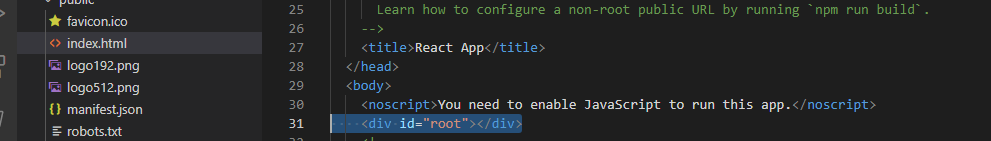 public
favicon.ico
index.html
logo192.png
logo512.png
manifest.json
robots.txt
25 Learn how to configure a non-root public URL by running `npm run build`.
26 -->
27 <title>React App</title>
28 </head>
29 <body>
30 <noscript>You need to enable JavaScript to run this app.</noscript>
31 <div id="root"></div>